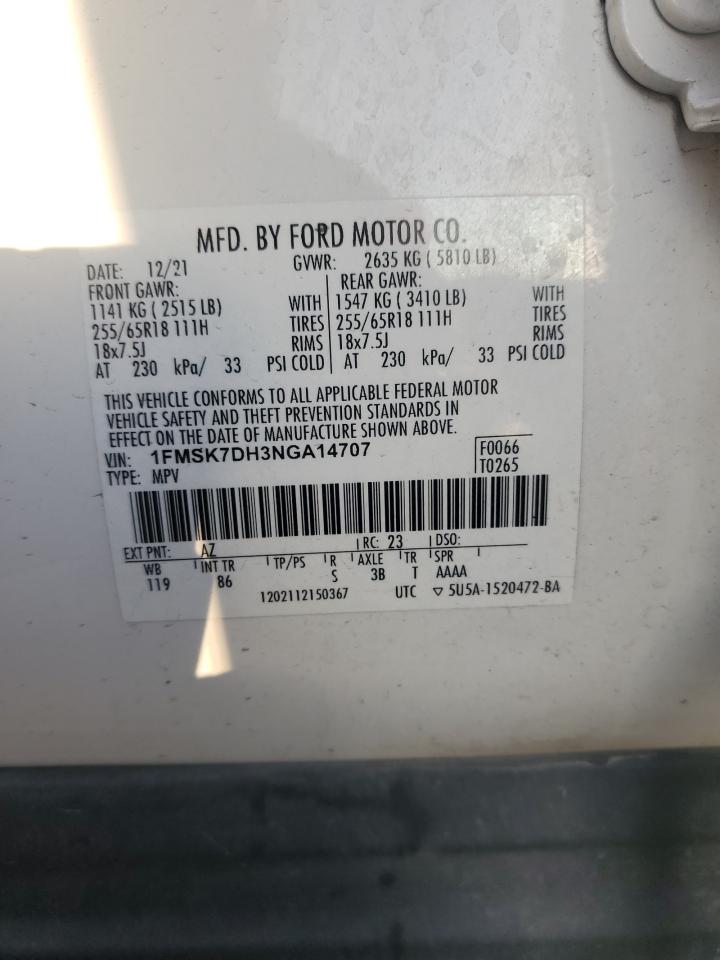 MFD. BY FORD MOTOR CO.
DATE: 12/21 GVWR: 2635 KG ( 5810 LB)
FRONT GAWR: REAR GAWR:
1141 KG ( 2515 LB) WITH 1547 KG ( 3410 LB) WITH
255/65R18 111H TIRES 255/65R18 111H TIRES
18x7.5J RIMS 18x7.5J RIMS
AT 230 kPa/ 33 PSI COLD AT 230 kPa/ 33 PSI COLD
THIS VEHICLE CONFORMS TO ALL APPLICABLE FEDERAL MOTOR
VEHICLE SAFETY AND THEFT PREVENTION STANDARDS IN
EFFECT ON THE DATE OF MANUFACTURE SHOWN ABOVE.
VIN: 1FMSK7DH3NGA14707 F0066
TYPE: MPV T0265
EXT PNT: AZ RC: 23 DSO:
WB INT TR TP/PS R AXLE TR SPR
119 86 S 3B T AAAA
1202112150367 UTC ▽ 5U5A-1520472-BA